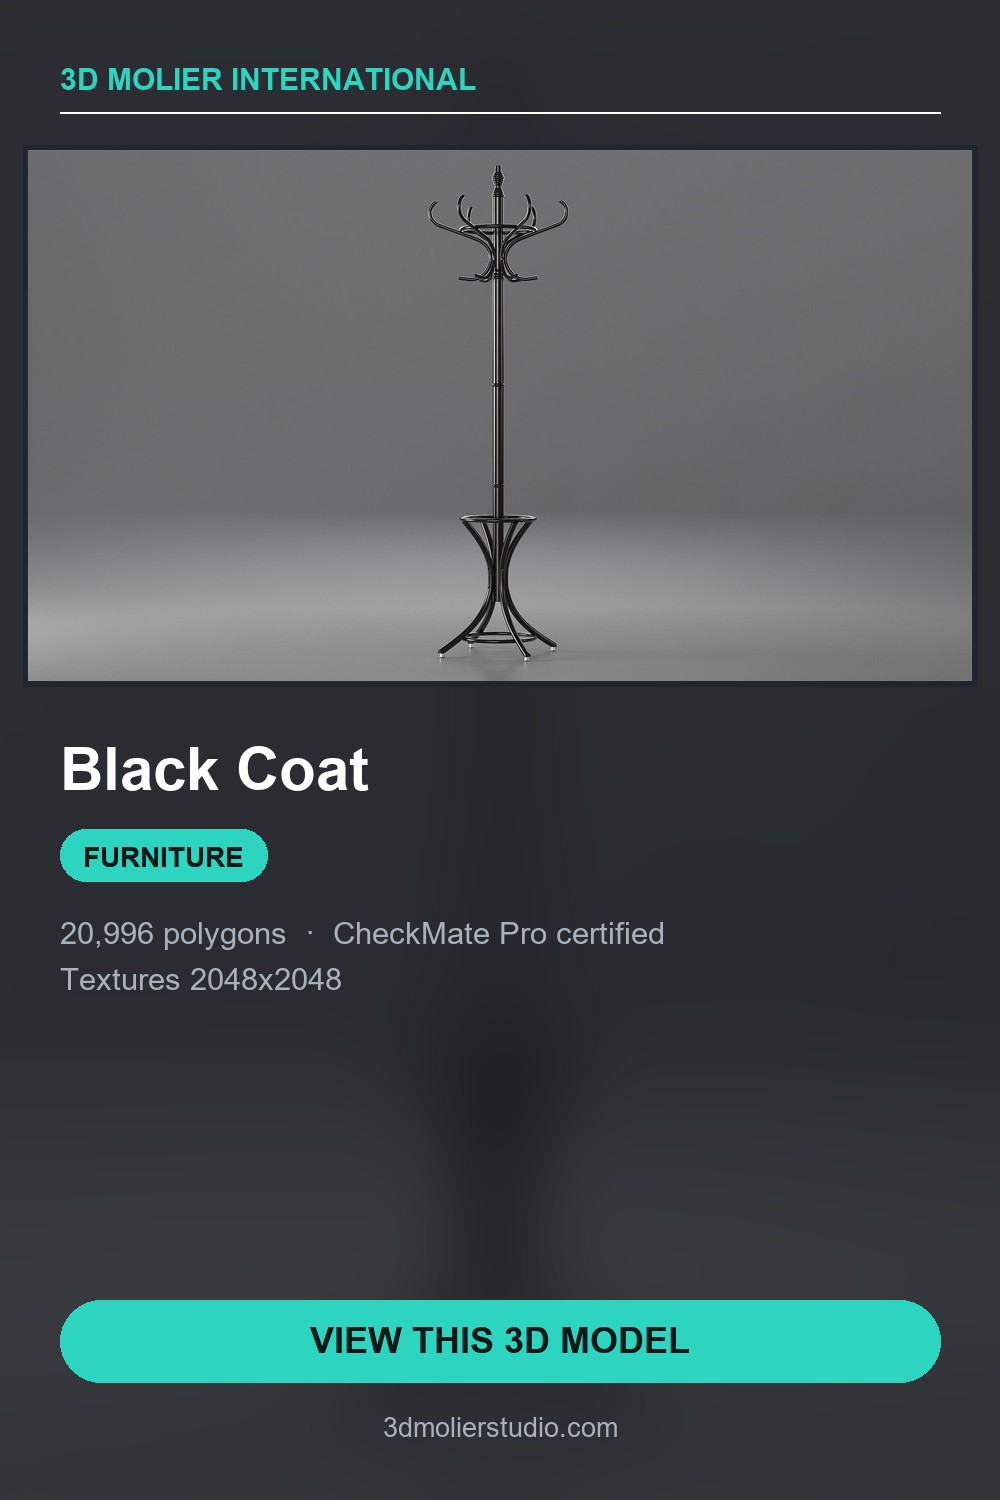 3D MOLIER INTERNATIONAL
Black Coat
FURNITURE
20,996 polygons · CheckMate Pro certified
Textures 2048x2048
VIEW THIS 3D MODEL
3dmolierstudio.com